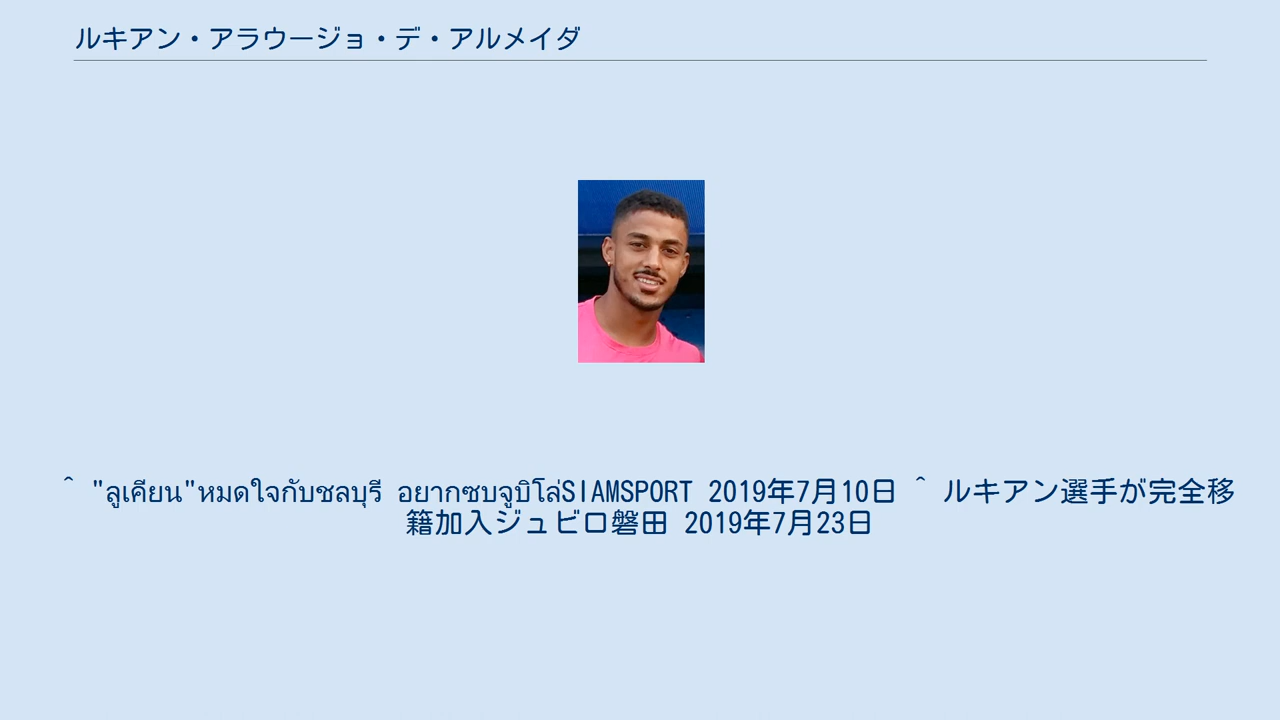 ルキアン・アラウージョ・デ・アルメイダ
^ "ลูเคียน"หมดใจกับชลบุรี อยากซบจูบิโล่SIAMSPORT 2019年7月10日 ^ ルキアン選手が完全移
籍加入ジュビロ磐田 2019年7月23日